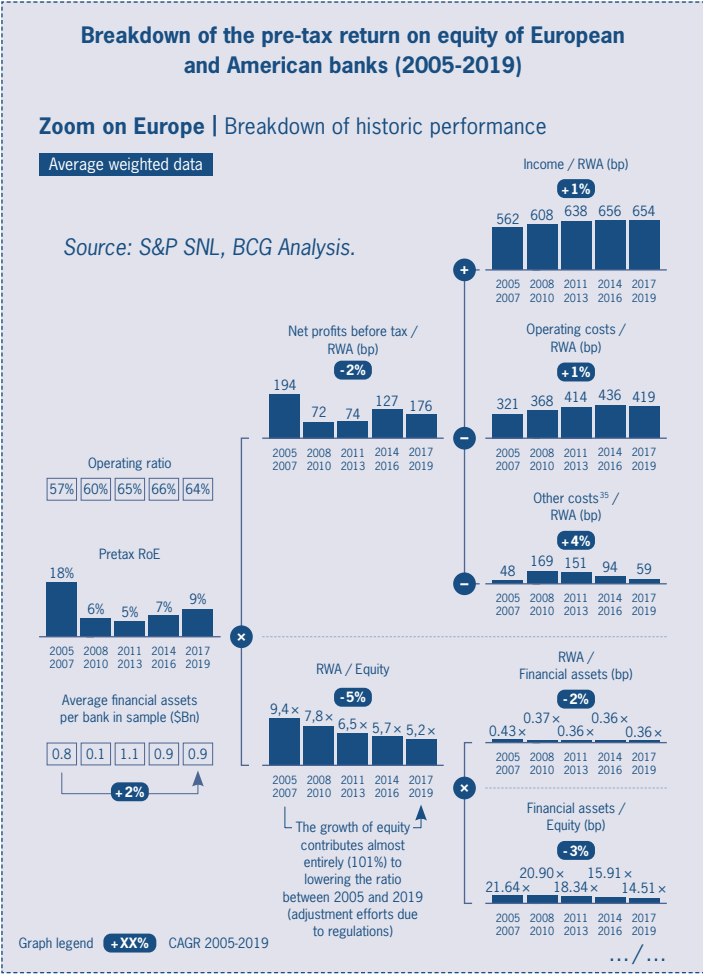 Breakdown of the pre-tax return on equity of European
and American banks (2005-2019)
Zoom on Europe | Breakdown of historic performance
Average weighted data
Source: S&P SNL, BCG Analysis.
Income / RWA (bp)
+1%
562 608 638 656 654
2005 2008 2011 2014 2017
2007 2010 2013 2016 2019
+
Net profits before tax /
RWA (bp)
-2%
194 72 74 127 176
2005 2008 2011 2014 2017
2007 2010 2013 2016 2019
Operating costs /
RWA (bp)
+1%
321 368 414 436 419
2005 2008 2011 2014 2017
2007 2010 2013 2016 2019
−
Other costs³⁵ /
RWA (bp)
+4%
48 169 151 94 59
2005 2008 2011 2014 2017
2007 2010 2013 2016 2019
−
Operating ratio
57% 60% 65% 66% 64%
Pretax RoE
18% 6% 5% 7% 9%
2005 2008 2011 2014 2017
2007 2010 2013 2016 2019
×
Average financial assets
per bank in sample ($Bn)
0.8 0.1 1.1 0.9 0.9
+2%
RWA / Equity
-5%
9,4× 7,8× 6,5× 5,7× 5,2×
2005 2008 2011 2014 2017
2007 2010 2013 2016 2019
The growth of equity
contributes almost
entirely (101%) to
lowering the ratio
between 2005 and 2019
(adjustment efforts due
to regulations)
RWA /
Financial assets (bp)
-2%
0.43× 0.37× 0.36× 0.36× 0.36×
2005 2008 2011 2014 2017
2007 2010 2013 2016 2019
×
Financial assets /
Equity (bp)
-3%
21.64× 20.90× 18.34× 15.91× 14.51×
2005 2008 2011 2014 2017
2007 2010 2013 2016 2019
Graph legend +XX% CAGR 2005-2019
.../...